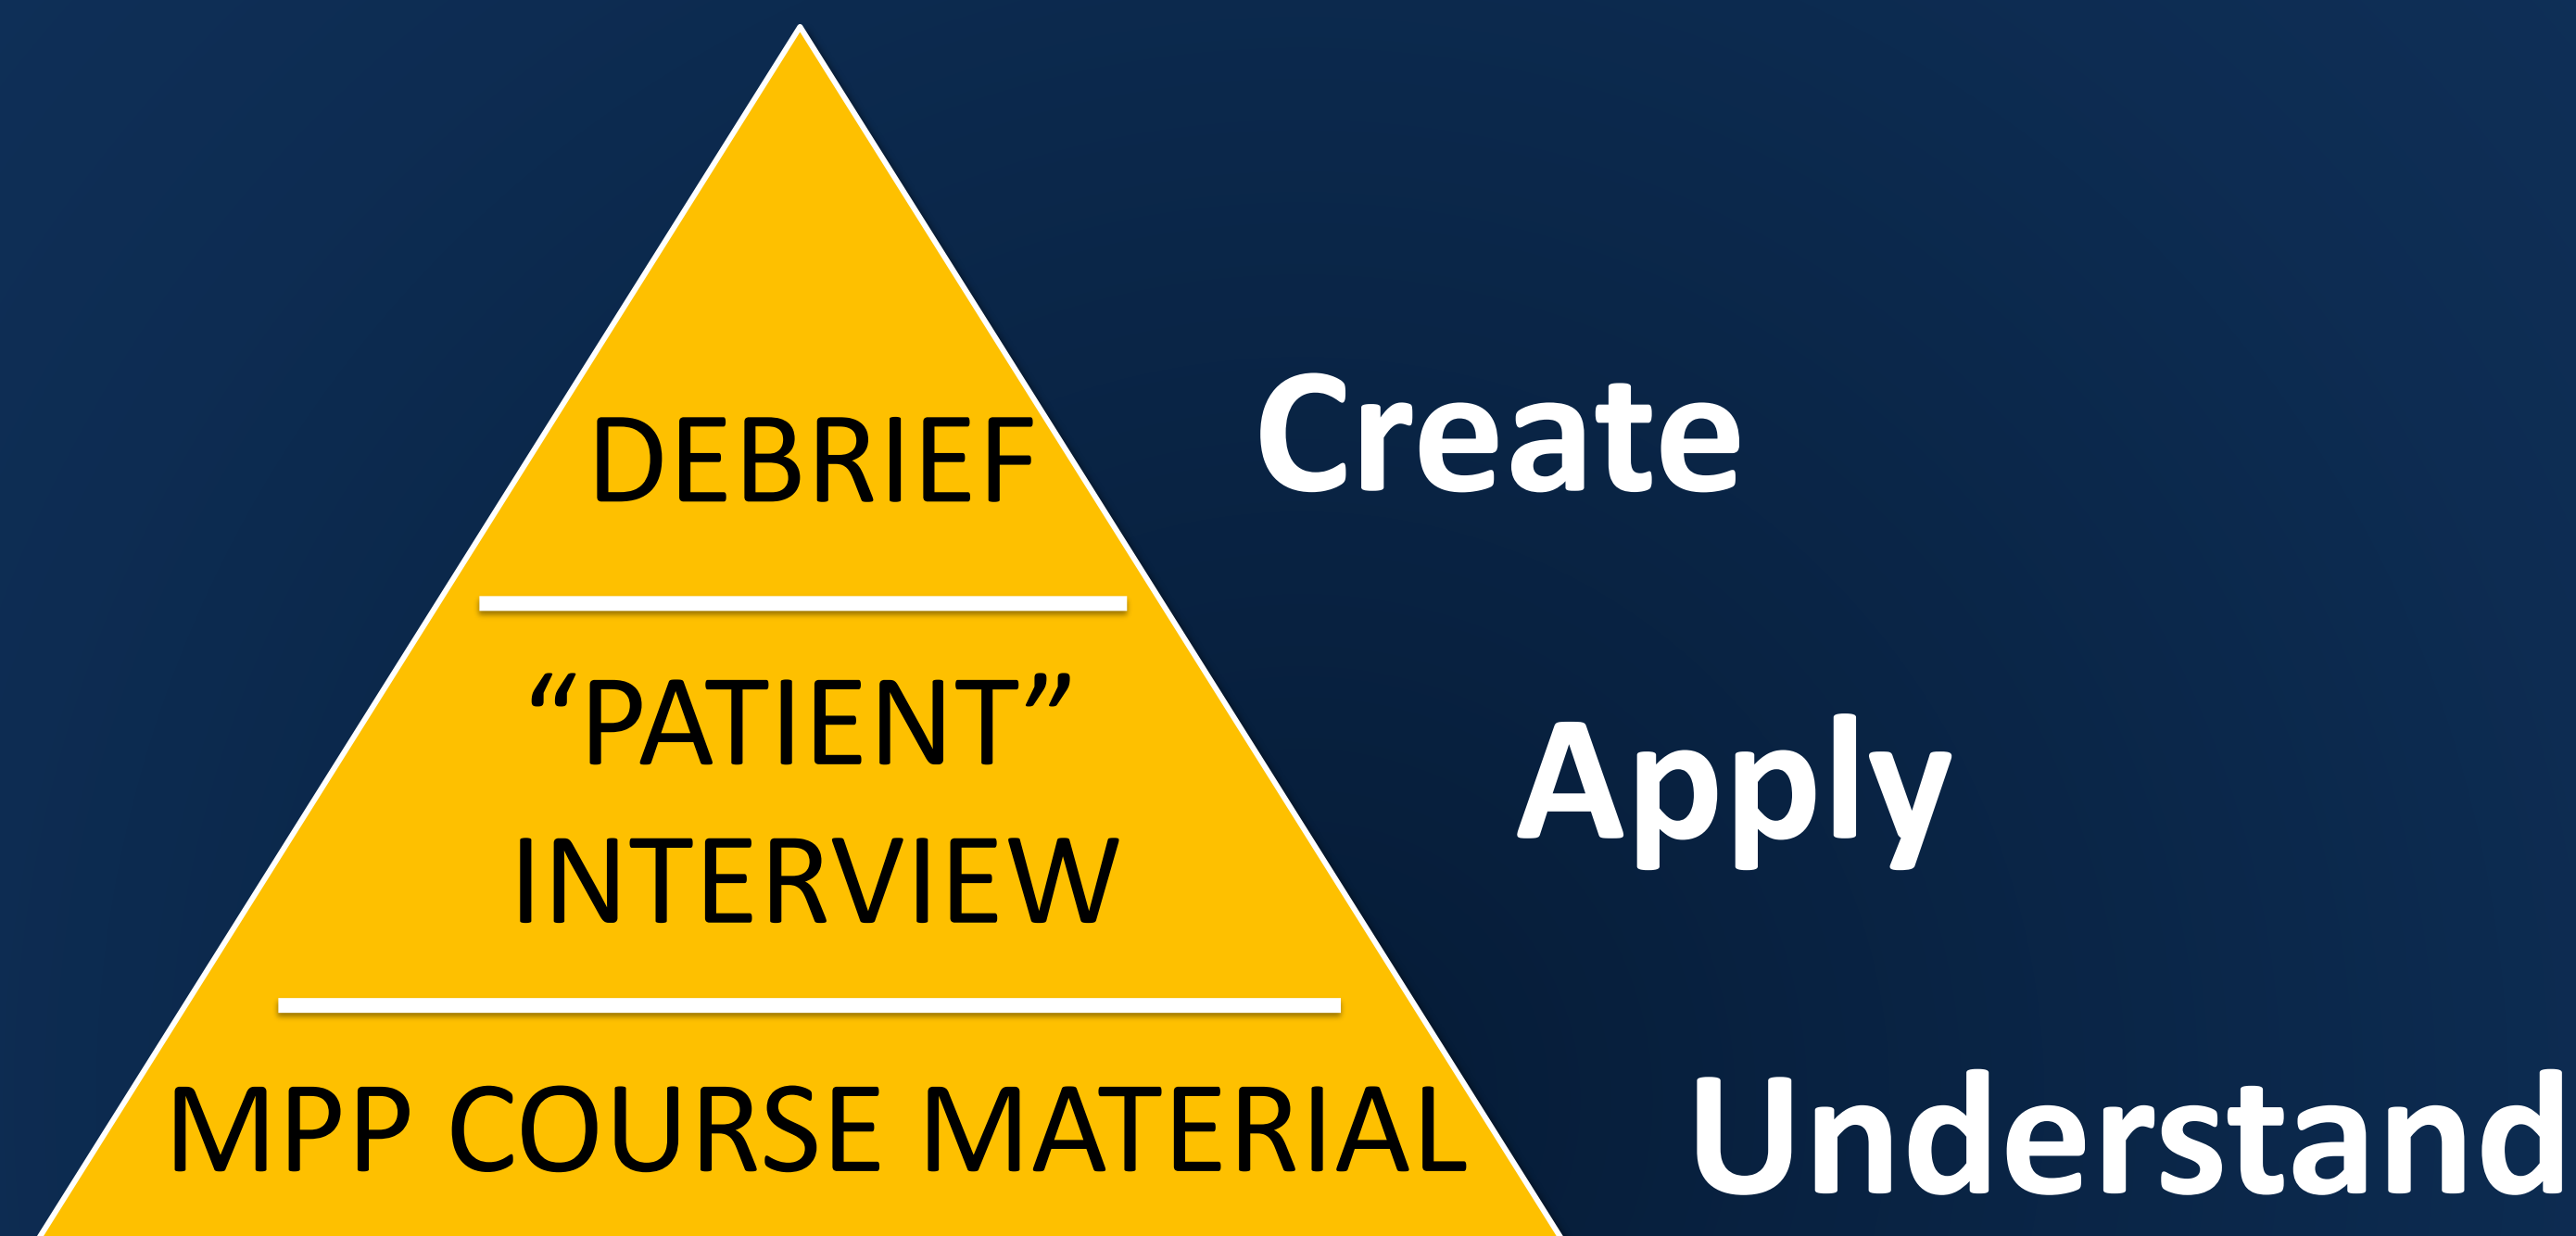 DEBRIEF
Create
“PATIENT”
INTERVIEW
Apply
MPP COURSE MATERIAL
Understand